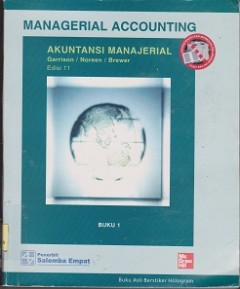 MANAGERIAL ACCOUNTING
AKUNTANSI MANAJERIAL
Garrison / Noreen / Brewer
Edisi 11
BUKU 1
Penerbit
Salemba Empat
Mc
Graw
Hill
Buku Asli Berstiker Hologram